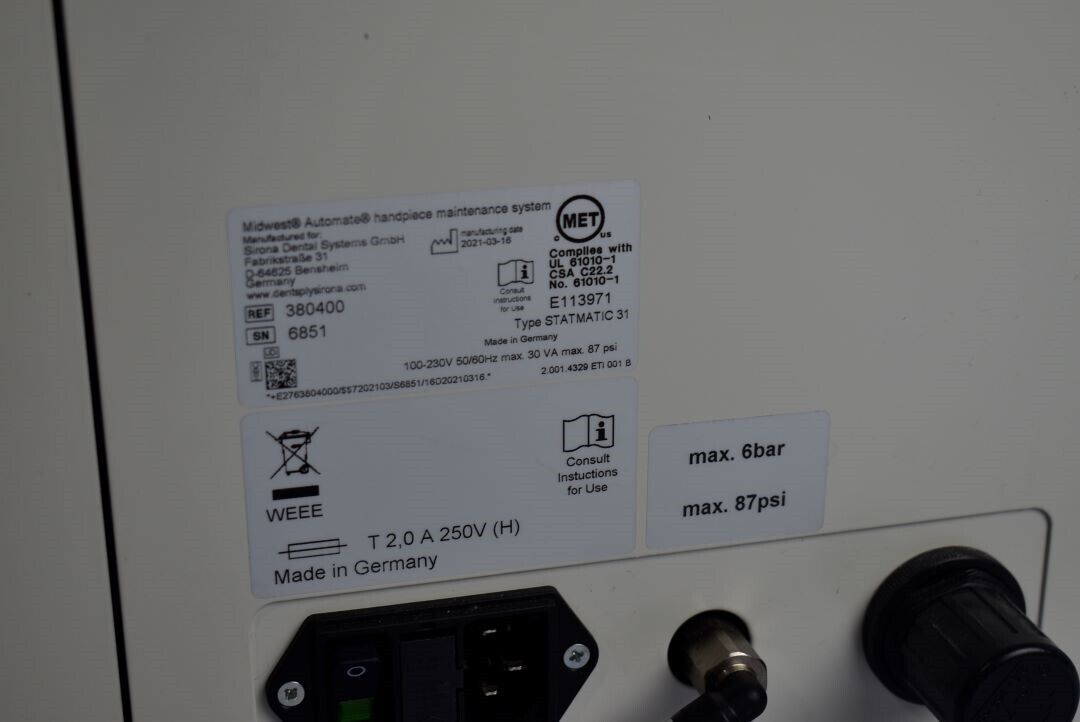 Midwest® Automate® handpiece maintenance system
Manufactured for:
Sirona Dental Systems GmbH
Fabrikstraße 31
D-64625 Bensheim
Germany
www.dentsplysirona.com
REF 380400
SN 6851
manufacturing date
2021-03-16
Consult
Instructions
for Use
MET
c us
Complies with
UL 61010-1
CSA C22.2
No. 61010-1
E113971
Type STATMATIC 31
Made in Germany
100-230V 50/60Hz max. 30 VA max. 87 psi
2.001.4329 ETI 001 B
UDI
HIBC
*+E2763804000/$$7202103/S6851/16D20210316.*
WEEE
Consult
Instuctions
for Use
T 2,0 A 250V (H)
Made in Germany
max. 6bar
max. 87psi